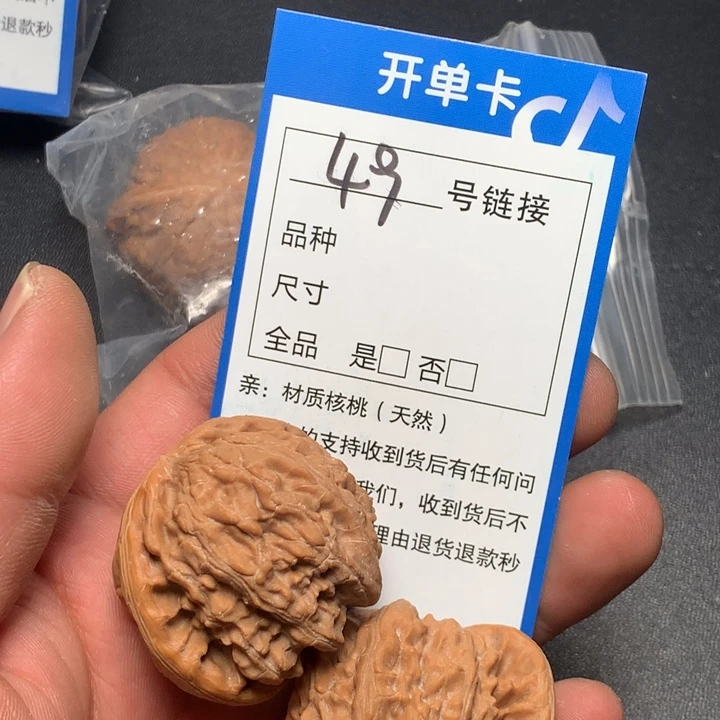 退款秒
开单卡
49 号链接
品种
尺寸
全品 是□ 否□
亲：材质核桃（天然）
的支持收到货后有任何问
我们，收到货后不
理由退货退款秒